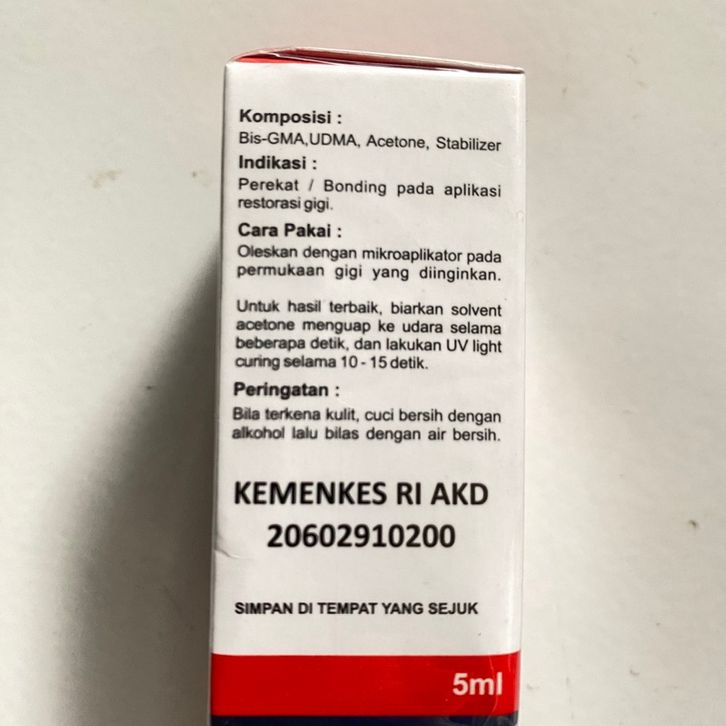 Komposisi :
Bis-GMA,UDMA, Acetone, Stabilizer
Indikasi :
Perekat / Bonding pada aplikasi
restorasi gigi.
Cara Pakai :
Oleskan dengan mikroaplikator pada
permukaan gigi yang diinginkan.
Untuk hasil terbaik, biarkan solvent
acetone menguap ke udara selama
beberapa detik, dan lakukan UV light
curing selama 10 - 15 detik.
Peringatan :
Bila terkena kulit, cuci bersih dengan
alkohol lalu bilas dengan air bersih.
KEMENKES RI AKD
20602910200
SIMPAN DI TEMPAT YANG SEJUK
5ml